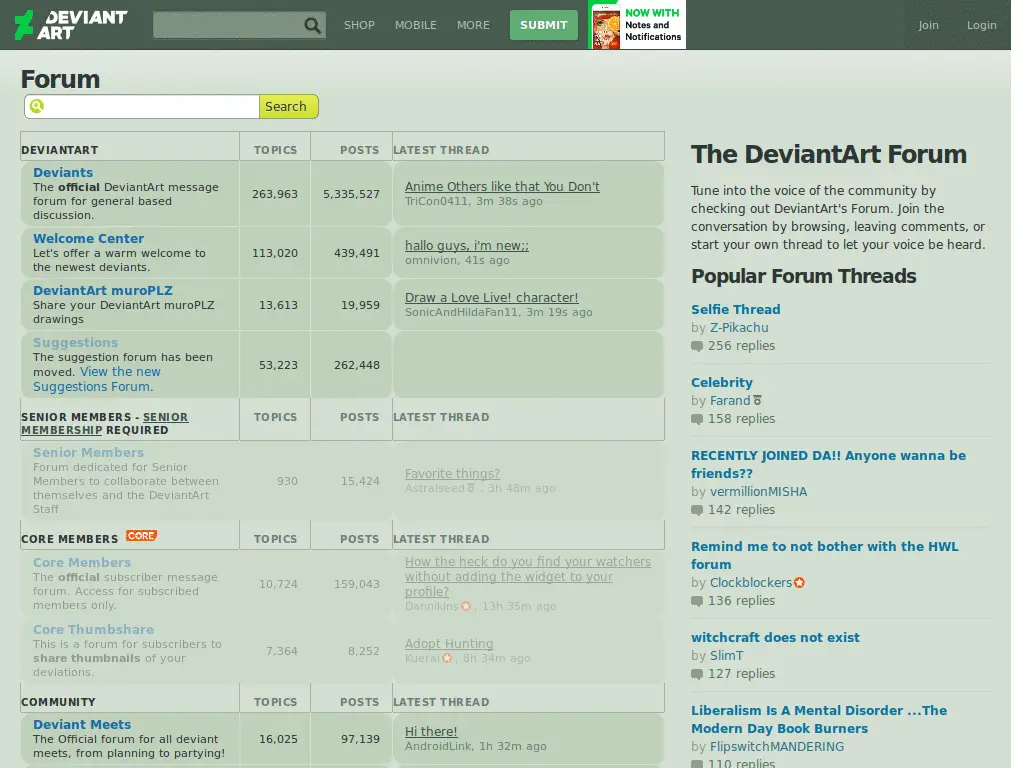 DEVIANT ART
SHOP MOBILE MORE SUBMIT
NOW WITH
Notes and
Notifications
Join Login
Forum
Search
DEVIANTART TOPICS POSTS LATEST THREAD
Deviants
The official DeviantArt message
forum for general based
discussion.
263,963 5,335,527
Anime Others like that You Don't
TriCon0411, 3m 38s ago
Welcome Center
Let's offer a warm welcome to
the newest deviants.
113,020 439,491
hallo guys, i'm new;;
omnivion, 41s ago
DeviantArt muroPLZ
Share your DeviantArt muroPLZ
drawings
13,613 19,959
Draw a Love Live! character!
SonicAndHildaFan11, 3m 19s ago
Suggestions
The suggestion forum has been
moved. View the new
Suggestions Forum.
53,223 262,448
SENIOR MEMBERS - SENIOR
MEMBERSHIP REQUIRED
TOPICS POSTS LATEST THREAD
Senior Members
Forum dedicated for Senior
Members to collaborate between
themselves and the DeviantArt
Staff
930 15,424
Favorite things?
Astralseed , 3h 48m ago
CORE MEMBERS CORE TOPICS POSTS LATEST THREAD
Core Members
The official subscriber message
forum. Access for subscribed
members only.
10,724 159,043
How the heck do you find your watchers
without adding the widget to your
profile?
Dannikins , 13h 35m ago
Core Thumbshare
This is a forum for subscribers to
share thumbnails of your
deviations.
7,364 8,252
Adopt Hunting
Kuerai , 8h 34m ago
COMMUNITY TOPICS POSTS LATEST THREAD
Deviant Meets
The Official forum for all deviant
meets, from planning to partying!
16,025 97,139
Hi there!
AndroidLink, 1h 32m ago
The DeviantArt Forum
Tune into the voice of the community by
checking out DeviantArt's Forum. Join the
conversation by browsing, leaving comments, or
start your own thread to let your voice be heard.
Popular Forum Threads
Selfie Thread
by Z-Pikachu
256 replies
Celebrity
by Farand
158 replies
RECENTLY JOINED DA!! Anyone wanna be
friends??
by vermillionMISHA
142 replies
Remind me to not bother with the HWL
forum
by Clockblockers
136 replies
witchcraft does not exist
by SlimT
127 replies
Liberalism Is A Mental Disorder ...The
Modern Day Book Burners
by FlipswitchMANDERING
110 replies